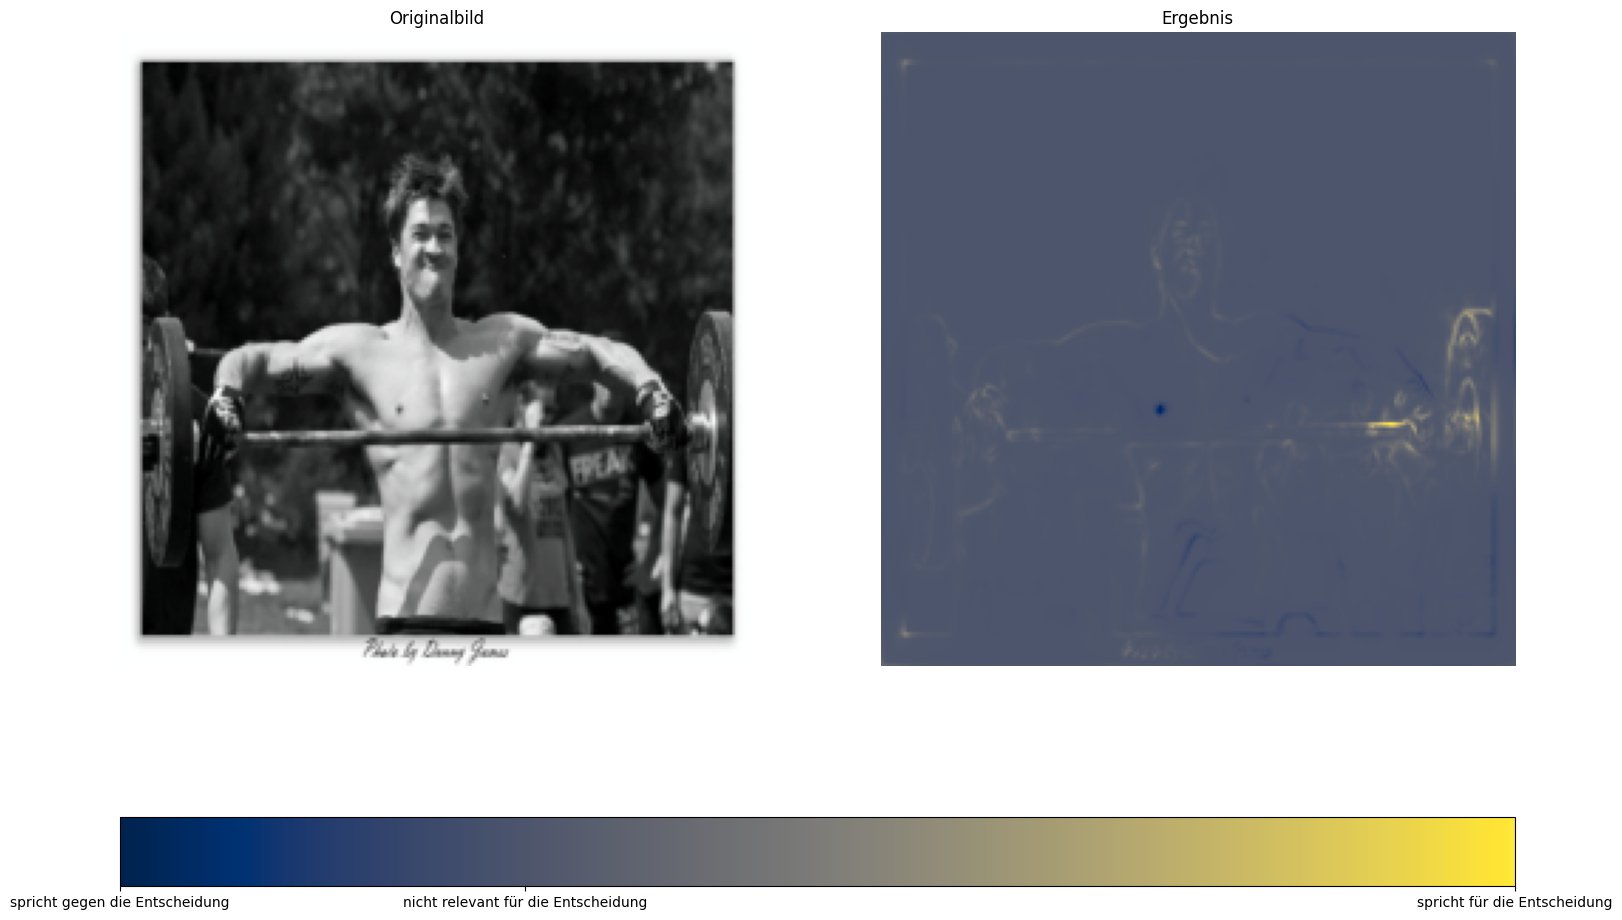 Originalbild
Ergebnis
FREAK
Photo by Danny James
spricht gegen die Entscheidung
nicht relevant für die Entscheidung
spricht für die Entscheidung